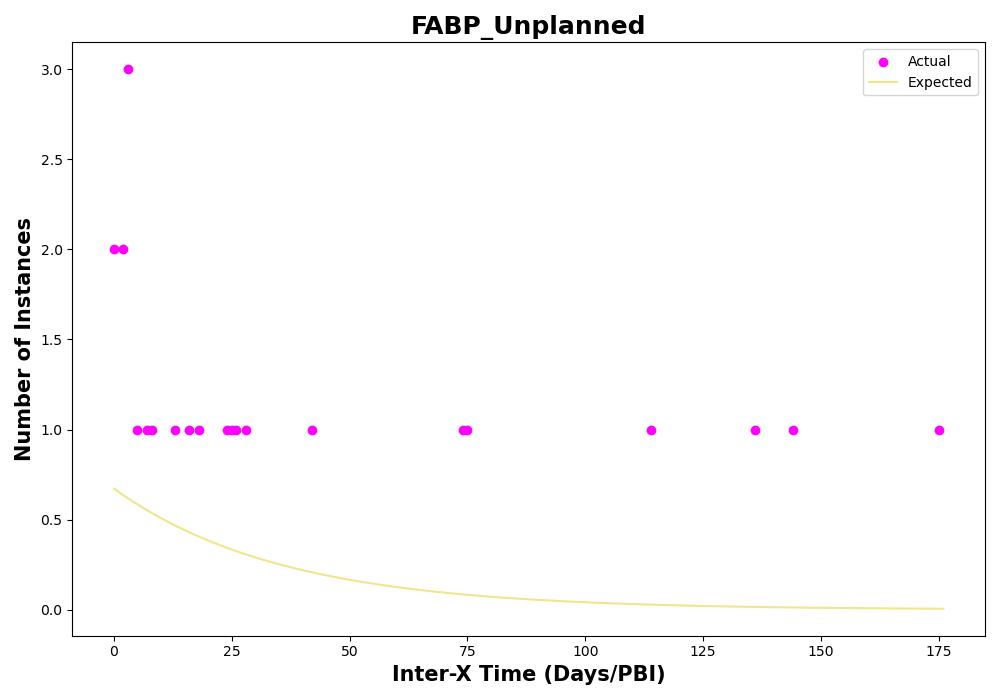 FABP_Unplanned
Actual
Expected
Number of Instances
3.0
2.5
2.0
1.5
1.0
0.5
0.0
0 25 50 75 100 125 150 175
Inter-X Time (Days/PBI)